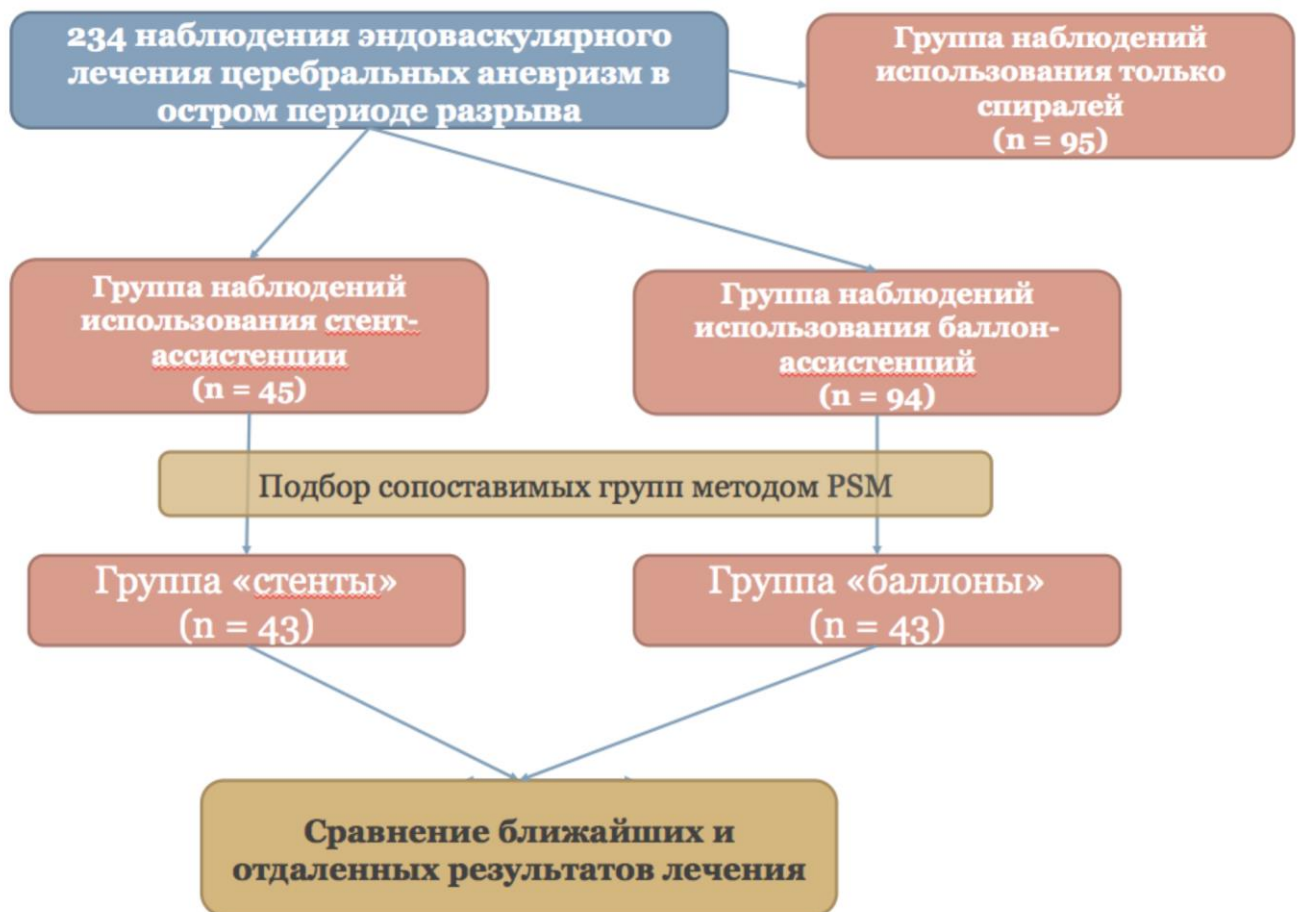 234 наблюдения эндоваскулярного
лечения церебральных аневризм в
остром периоде разрыва
Группа наблюдений
использования только
спиралей
(n = 95)
Группа наблюдений
использования стент-
ассистенции
(n = 45)
Группа наблюдений
использования баллон-
ассистенций
(n = 94)
Подбор сопоставимых групп методом PSM
Группа «стенты»
(n = 43)
Группа «баллоны»
(n = 43)
Сравнение ближайших и
отдаленных результатов лечения